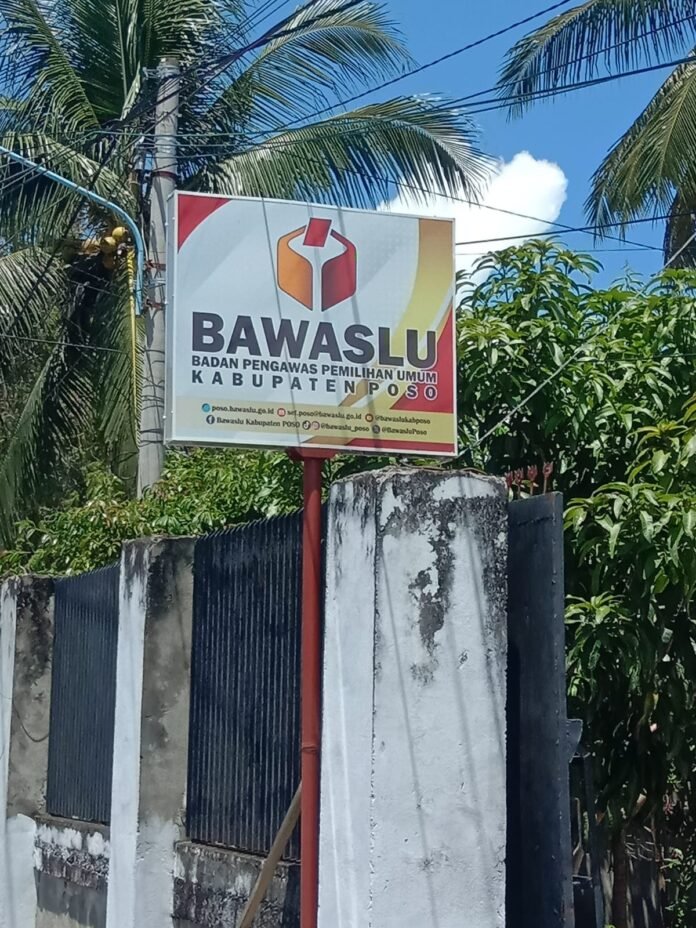 BAWASLU
BADAN PENGAWAS PEMILIHAN UMUM
KABUPATEN POSO
poso.bawaslu.go.id set.poso@bawaslu.go.id @bawaslukabposo
Bawaslu Kabupaten POSO @bawaslu_poso @BawasluPoso